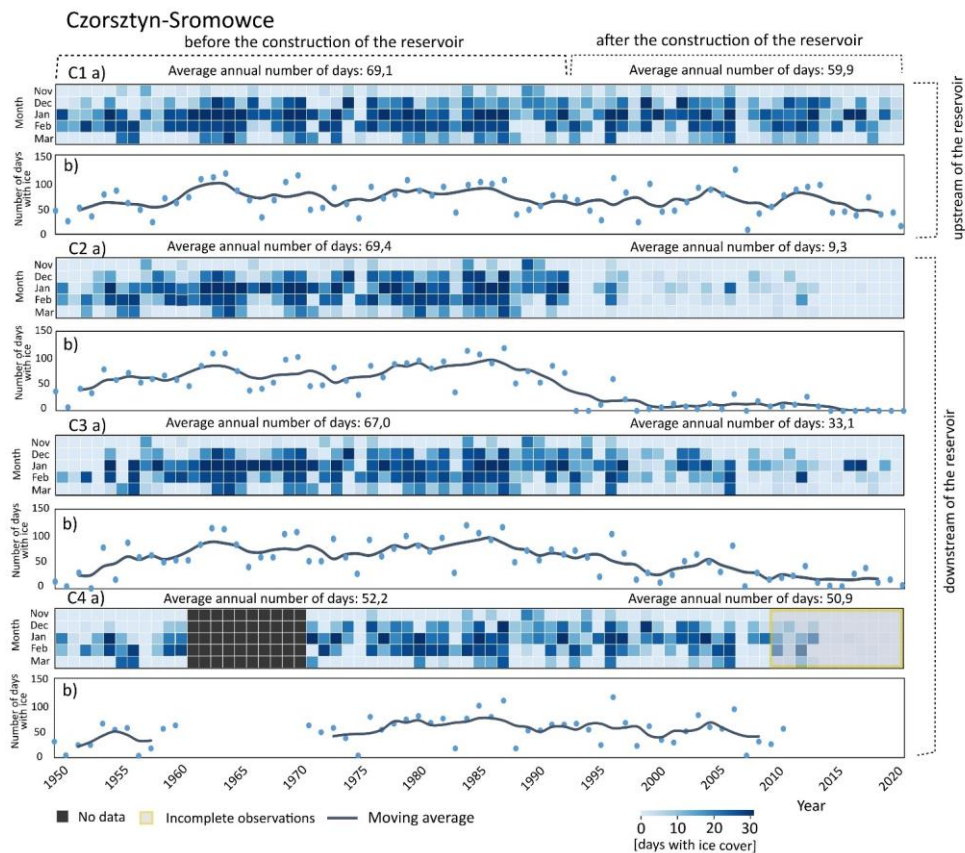 Czorsztyn-Sromowce
before the construction of the reservoir
after the construction of the reservoir
C1 a)
Average annual number of days: 69,1
Average annual number of days: 59,9
Month
Nov
Dec
Jan
Feb
Mar
b)
Number of days
with ice
150
100
50
0
upstream of the reservoir
C2 a)
Average annual number of days: 69,4
Average annual number of days: 9,3
Month
Nov
Dec
Jan
Feb
Mar
b)
Number of days
with ice
150
100
50
0
C3 a)
Average annual number of days: 67,0
Average annual number of days: 33,1
Month
Nov
Dec
Jan
Feb
Mar
b)
Number of days
with ice
150
100
50
0
downstream of the reservoir
C4 a)
Average annual number of days: 52,2
Average annual number of days: 50,9
Month
Nov
Dec
Jan
Feb
Mar
b)
Number of days
with ice
150
100
50
0
1950 1955 1960 1965 1970 1975 1980 1985 1990 1995 2000 2005 2010 2015 2020
Year
No data
Incomplete observations
Moving average
0 10 20 30
[days with ice cover]